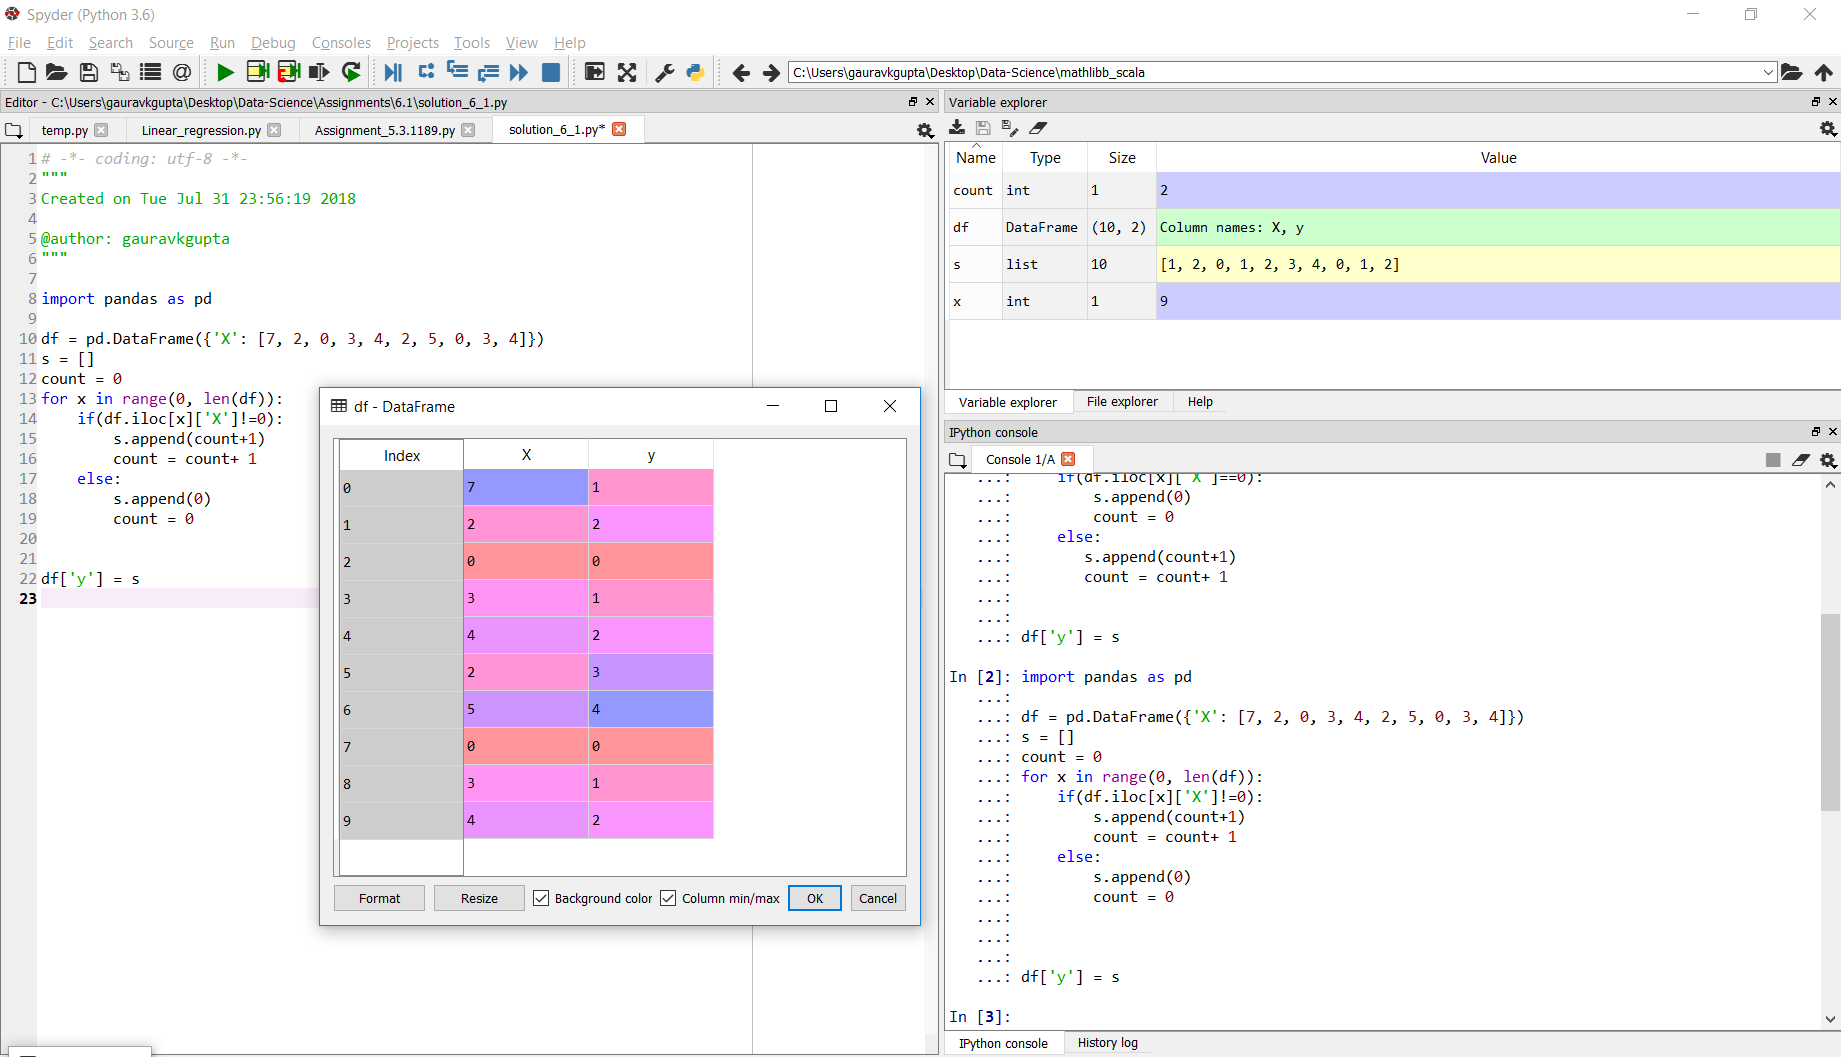 Spyder (Python 3.6)
File Edit Search Source Run Debug Consoles Projects Tools View Help
C:\Users\gauravkgupta\Desktop\Data-Science\mathlibb_scala
Editor - C:\Users\gauravkgupta\Desktop\Data-Science\Assignments\6.1\solution_6_1.py
temp.py Linear_regression.py Assignment_5.3.1189.py solution_6_1.py*
1 # -*- coding: utf-8 -*-
2 """
3 Created on Tue Jul 31 23:56:19 2018
4
5 @author: gauravkgupta
6 """
7
8 import pandas as pd
9
10 df = pd.DataFrame({'X': [7, 2, 0, 3, 4, 2, 5, 0, 3, 4]})
11 s = []
12 count = 0
13 for x in range(0, len(df)):
14     if(df.iloc[x]['X']!=0):
15         s.append(count+1)
16         count = count+ 1
17     else:
18         s.append(0)
19         count = 0
20
21
22 df['y'] = s
23
df - DataFrame
Index X y
0 7 1
1 2 2
2 0 0
3 3 1
4 4 2
5 2 3
6 5 4
7 0 0
8 3 1
9 4 2
Format Resize Background color Column min/max OK Cancel
Variable explorer
Name Type Size Value
count int 1 2
df DataFrame (10, 2) Column names: X, y
s list 10 [1, 2, 0, 1, 2, 3, 4, 0, 1, 2]
x int 1 9
Variable explorer File explorer Help
IPython console
Console 1/A
...:     if(df.iloc[x]['X']==0):
...:         s.append(0)
...:         count = 0
...:     else:
...:        s.append(count+1)
...:        count = count+ 1
...:
...:
...: df['y'] = s
In [2]: import pandas as pd
...:
...: df = pd.DataFrame({'X': [7, 2, 0, 3, 4, 2, 5, 0, 3, 4]})
...: s = []
...: count = 0
...: for x in range(0, len(df)):
...:     if(df.iloc[x]['X']!=0):
...:         s.append(count+1)
...:         count = count+ 1
...:     else:
...:         s.append(0)
...:         count = 0
...:
...:
...:
...: df['y'] = s
In [3]:
IPython console History log